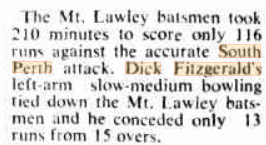 The Mt. Lawley batsmen took
210 minutes to score only 116
runs against the accurate South
Perth attack. Dick Fitzgerald's
left-arm slow-medium bowling
tied down the Mt. Lawley bats-
men and he conceded only 13
runs from 15 overs.